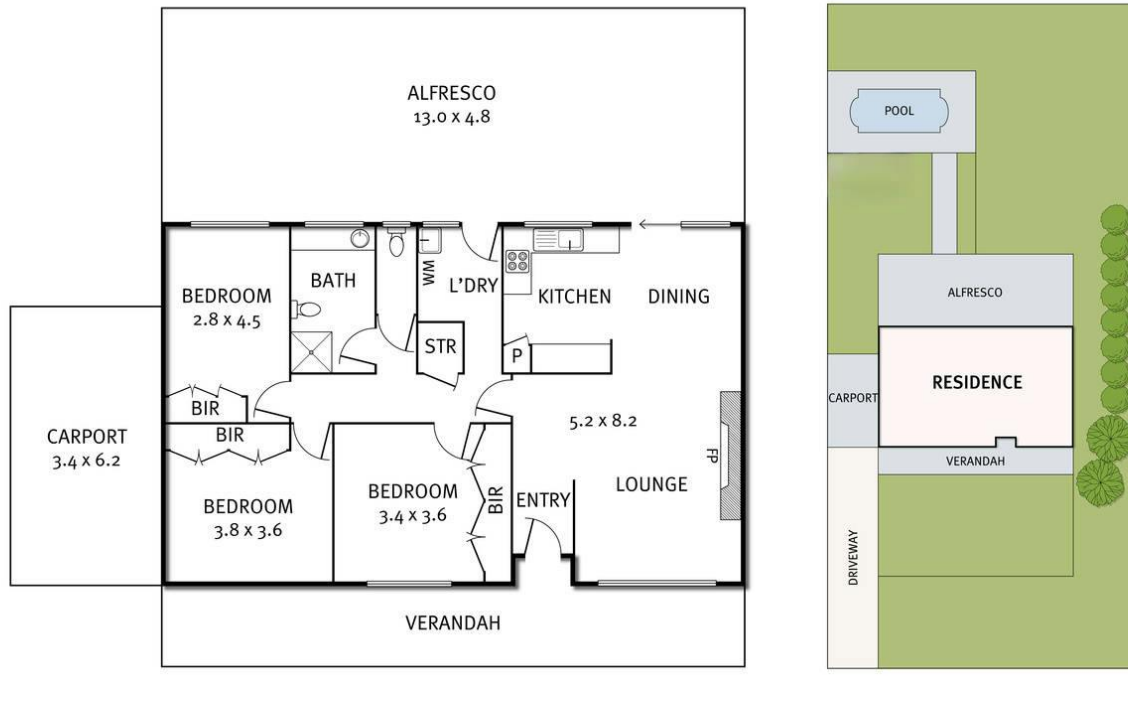 ALFRESCO
13.0 x 4.8
BEDROOM
2.8 x 4.5
BATH
WM
L'DRY
KITCHEN
DINING
STR
P
BIR
BIR
CARPORT
3.4 x 6.2
5.2 x 8.2
FP
LOUNGE
BEDROOM
3.8 x 3.6
BEDROOM
3.4 x 3.6
BIR
ENTRY
VERANDAH
POOL
ALFRESCO
RESIDENCE
CARPORT
VERANDAH
DRIVEWAY